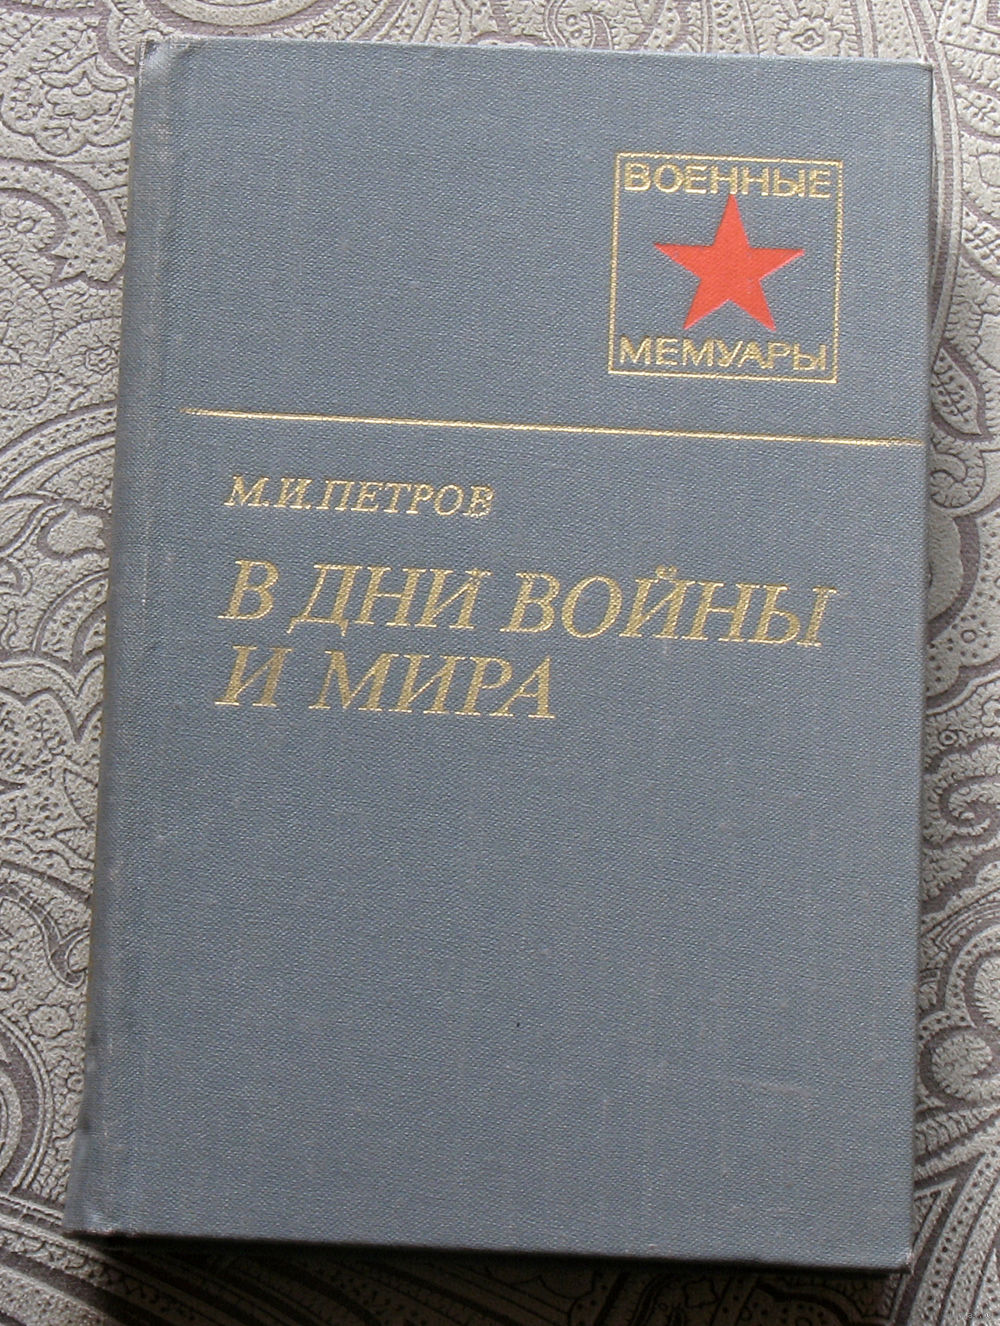 ВОЕННЫЕ
МЕМУАРЫ
М.И.ПЕТРОВ
В ДНИ ВОЙНЫ
И МИРА